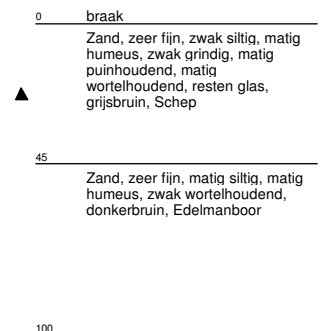 0 braak
Zand, zeer fijn, zwak siltig, matig
humeus, zwak grindig, matig
puinhoudend, matig
wortelhoudend, resten glas,
grijsbruin, Schep
45
Zand, zeer fijn, matig siltig, matig
humeus, zwak wortelhoudend,
donkerbruin, Edelmanboor
100